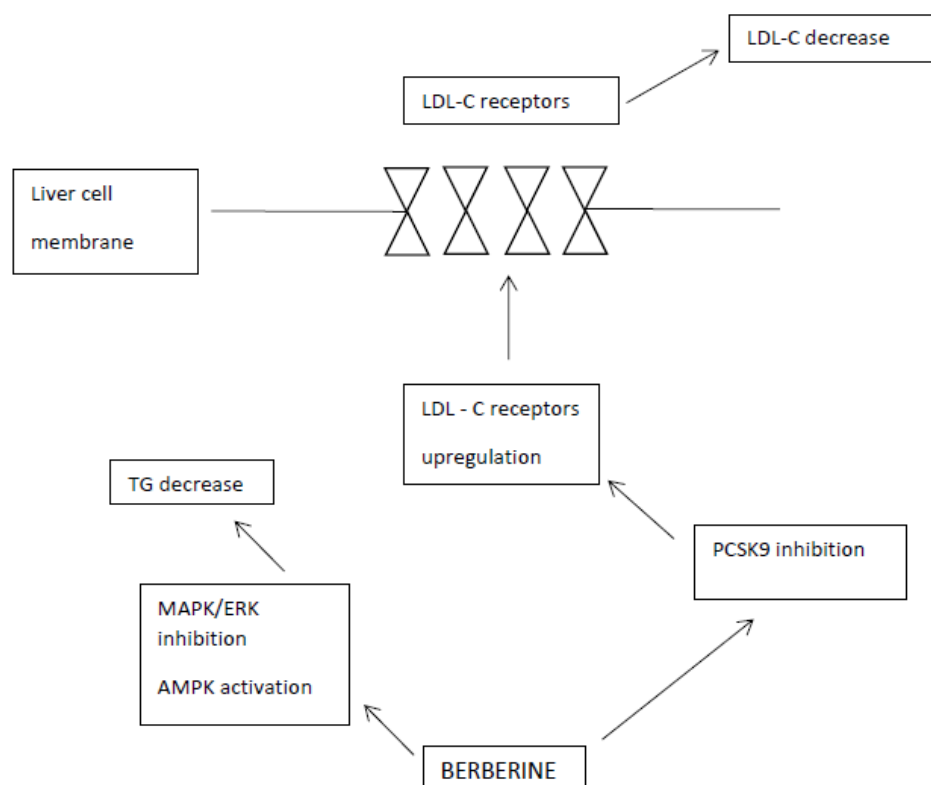 LDL-C decrease
LDL-C receptors
Liver cell
membrane
LDL - C receptors
upregulation
TG decrease
PCSK9 inhibition
MAPK/ERK
inhibition
AMPK activation
BERBERINE